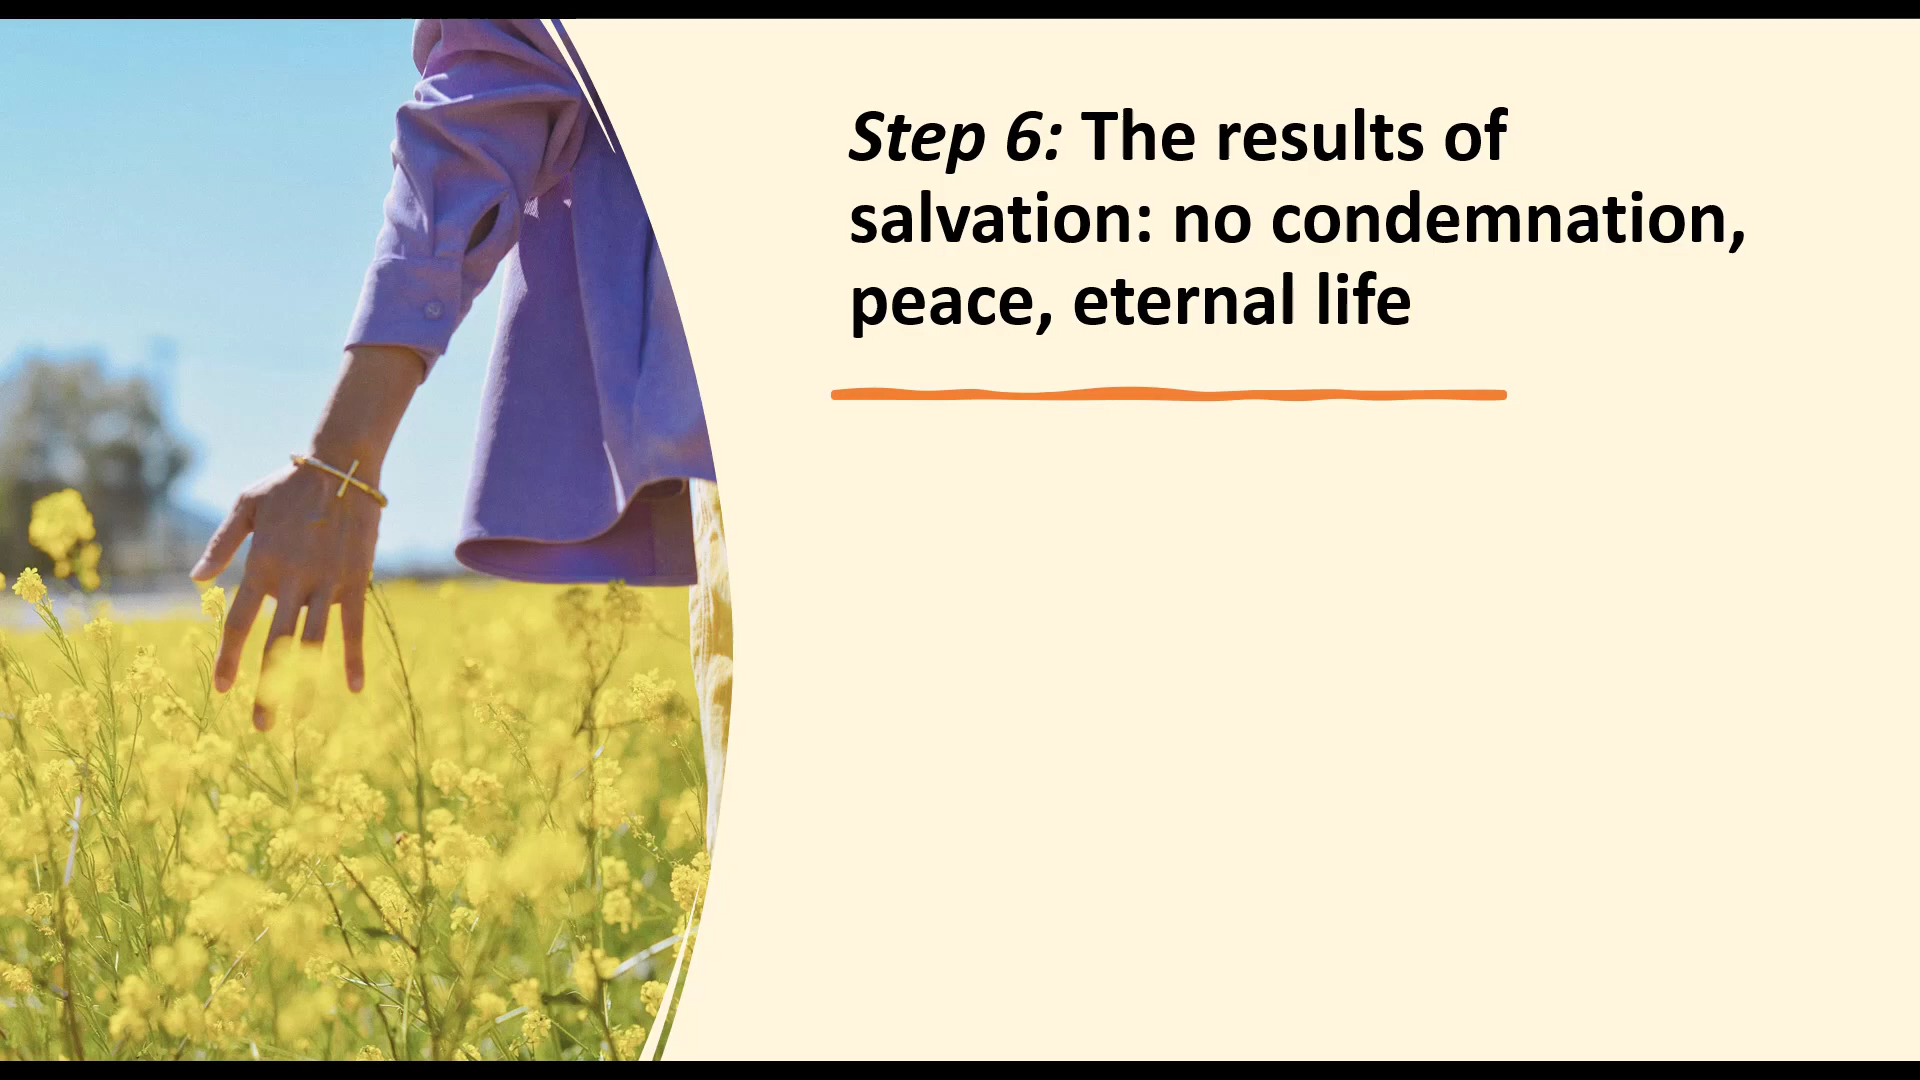 Step 6: The results of
salvation: no condemnation,
peace, eternal life